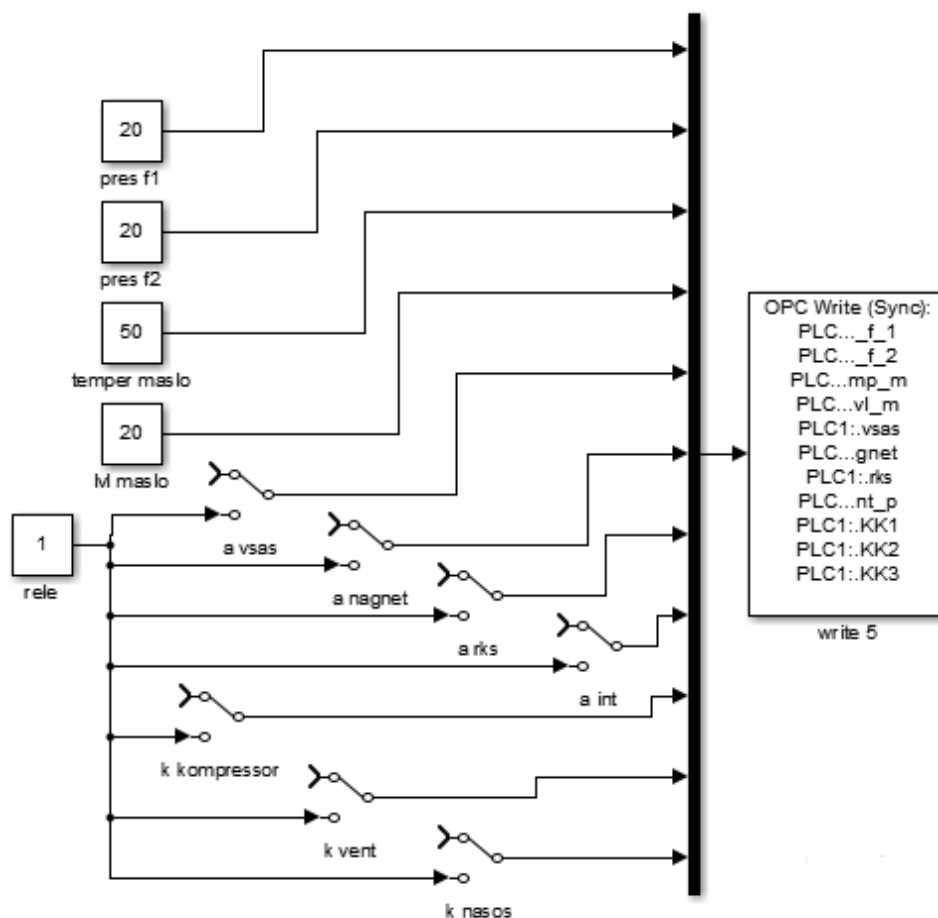 20
pres f1
20
pres f2
50
temper maslo
20
lvl maslo
1
rele
a vsas
a nagnet
a rks
a int
k kompressor
k vent
k nasos
OPC Write (Sync):
PLC..._f_1
PLC..._f_2
PLC...mp_m
PLC...vl_m
PLC1:.vsas
PLC...gnet
PLC1:.rks
PLC...nt_p
PLC1:.KK1
PLC1:.KK2
PLC1:.KK3
write 5